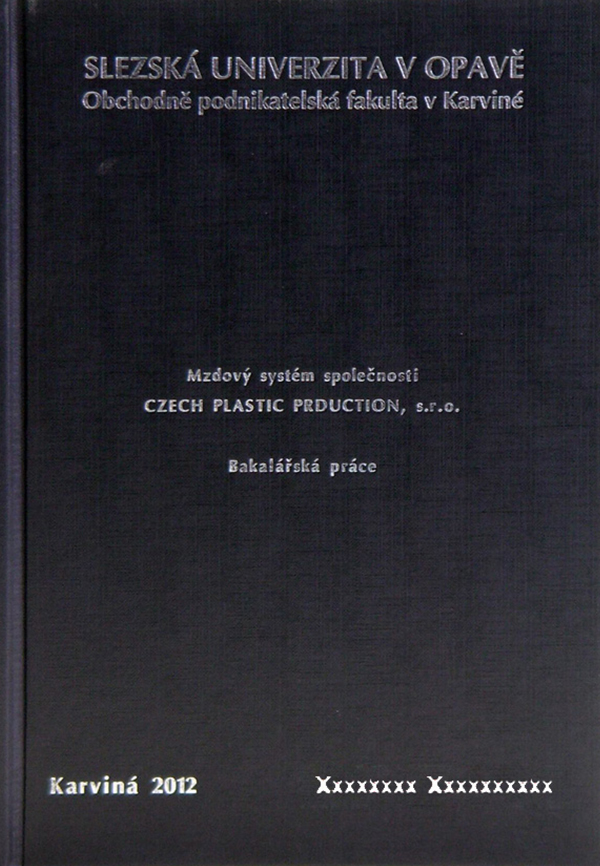 SLEZSKÁ UNIVERZITA V OPAVĚ
Obchodně podnikatelská fakulta v Karviné
Mzdový systém společnosti
CZECH PLASTIC PRDUCTION, s.r.o.
Bakalářská práce
Karviná 2012 Xxxxxxxx Xxxxxxxxxx